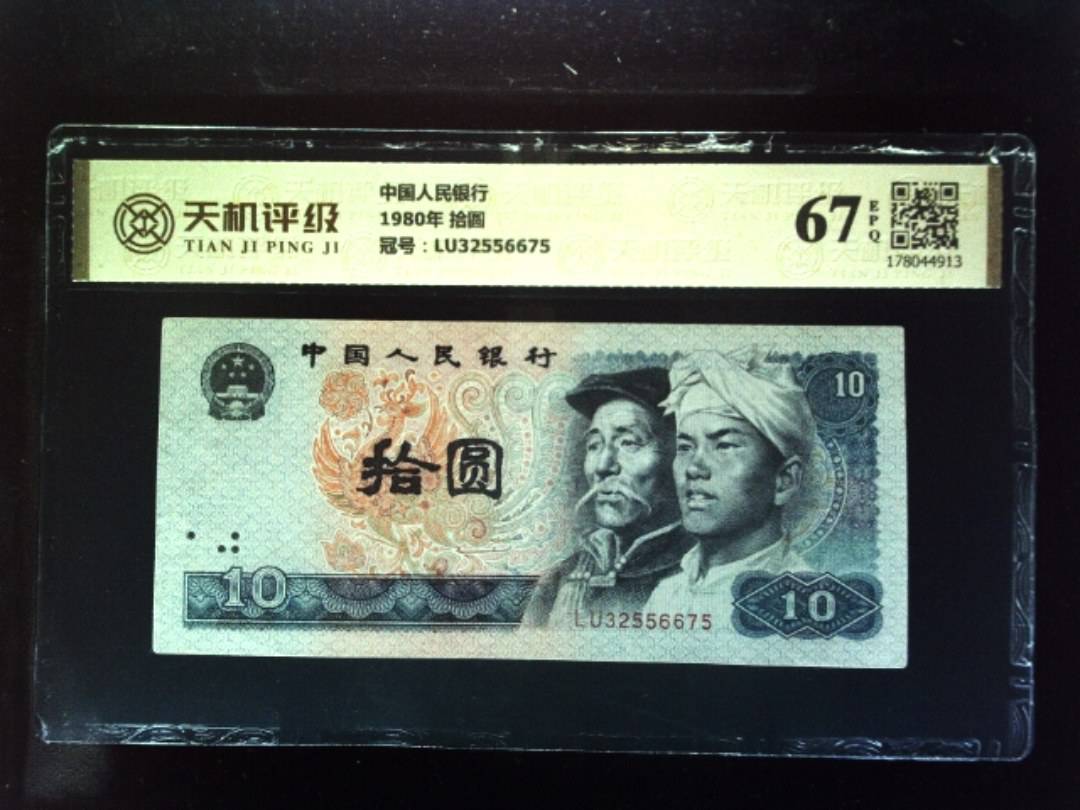 天机评级
TIAN JI PING JI
中国人民银行
1980年 拾圆
冠号：LU32556675
67
EPQ
178044913
中国人民银行
10
拾圆
10
LU32556675
10